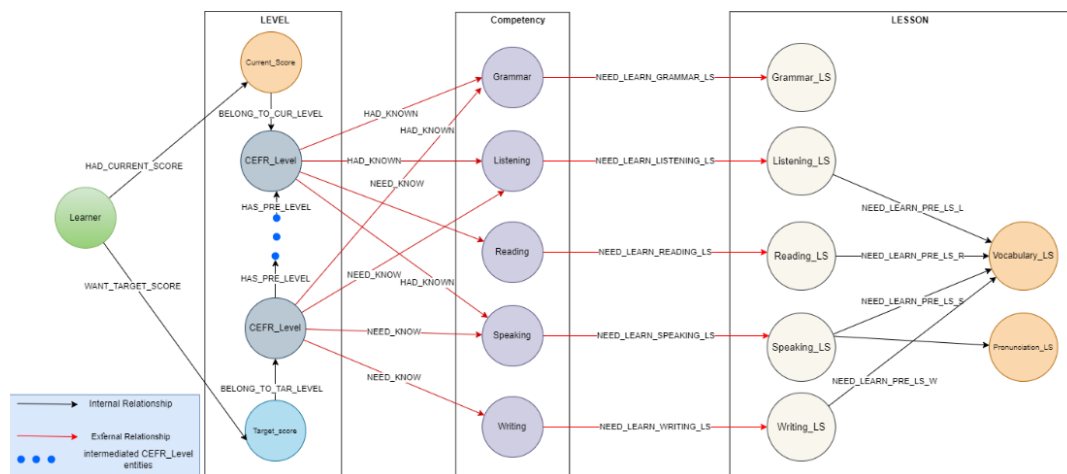 LEVEL
Competency
LESSON
Current_Score
Grammar
NEED_LEARN_GRAMMAR_LS
Grammar_LS
HAD_KNOWN
BELONG_TO_CUR_LEVEL
HAD_KNOWN
HAD_CURRENT_SCORE
CEFR_Level
HAD_KNOWN
Listening
NEED_LEARN_LISTENING_LS
Listening_LS
NEED_KNOW
HAS_PRE_LEVEL
NEED_LEARN_PRE_LS_L
Learner
Reading
NEED_LEARN_READING_LS
Reading_LS
NEED_LEARN_PRE_LS_R
Vocabulary_LS
HAS_PRE_LEVEL
NEED_KNOW
HAD_KNOWN
WANT_TARGET_SCORE
NEED_LEARN_PRE_LS_S
CEFR_Level
NEED_KNOW
Speaking
NEED_LEARN_SPEAKING_LS
Speaking_LS
Pronunciation_LS
NEED_KNOW
BELONG_TO_TAR_LEVEL
NEED_LEARN_PRE_LS_W
Internal Relationship
Target_score
Writing
NEED_LEARN_WRITING_LS
Writing_LS
External Relationship
intermediated CEFR_Level
entities